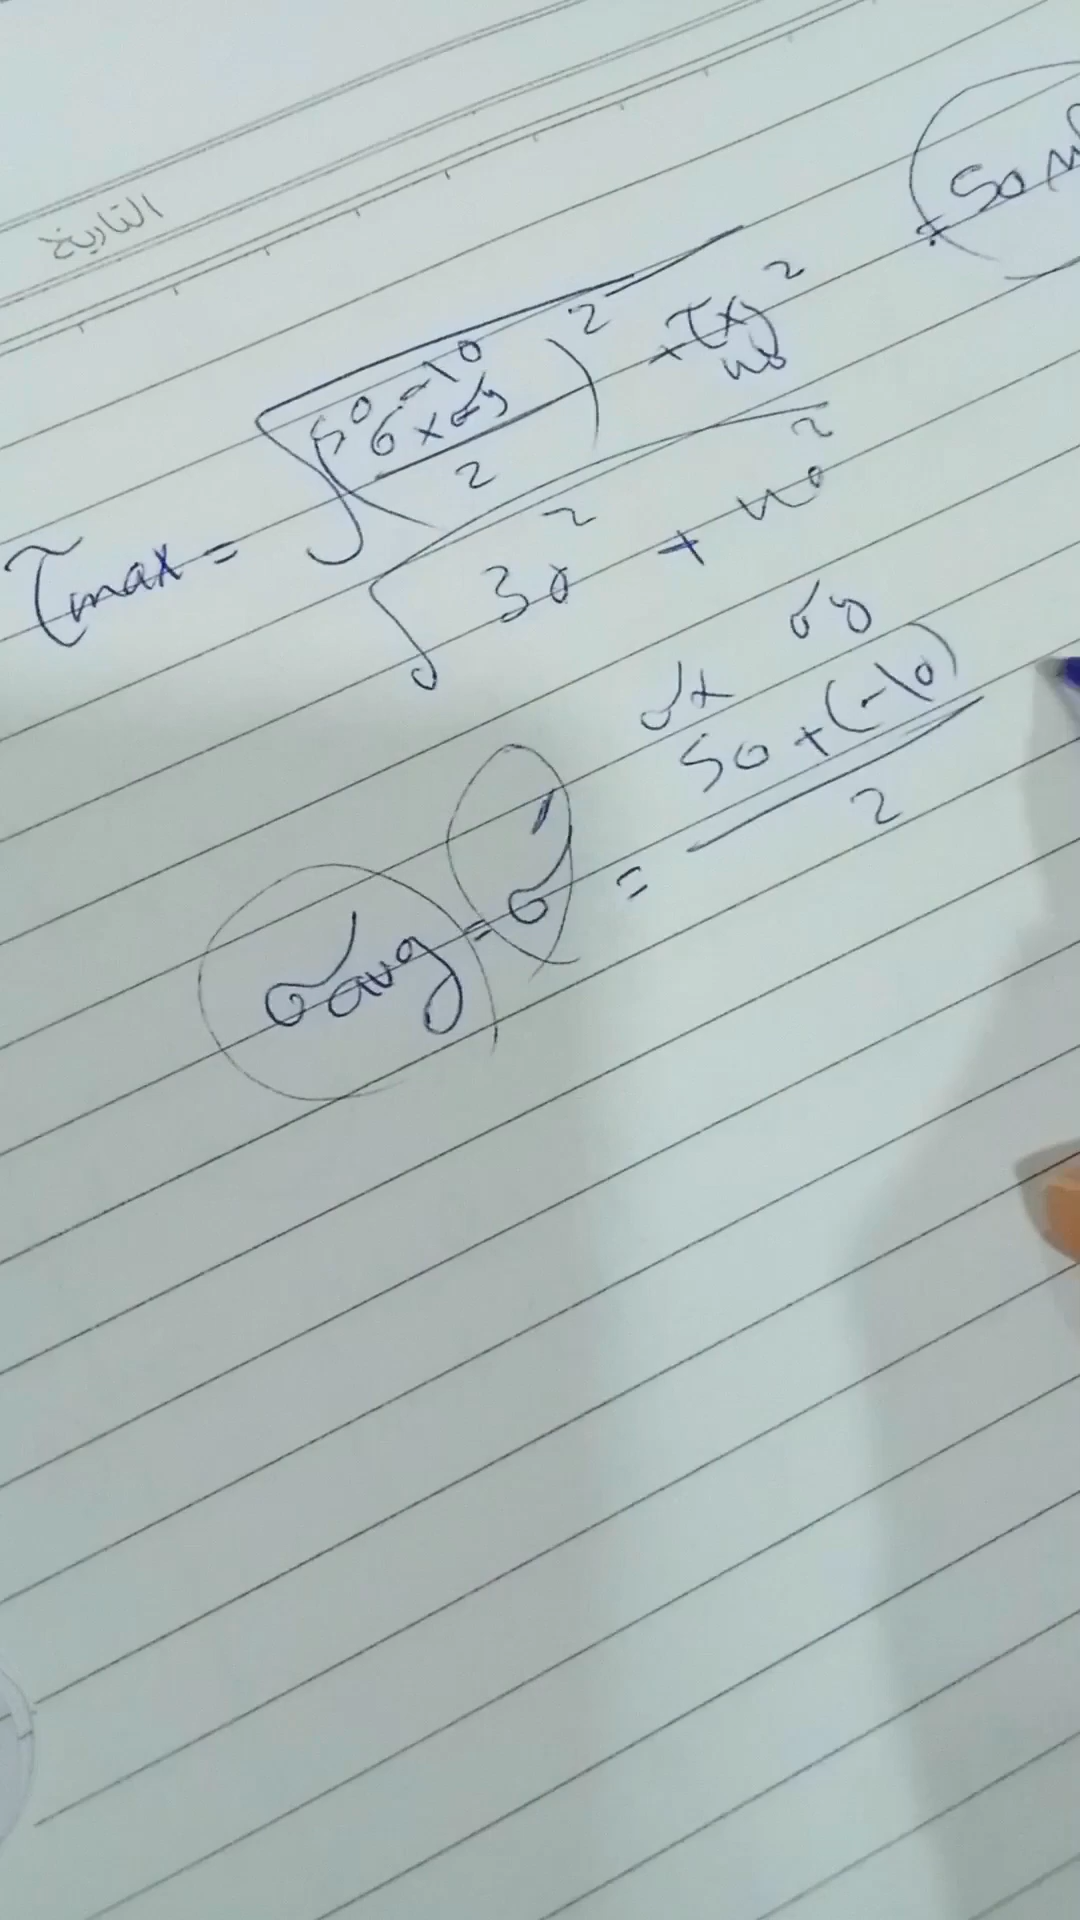 التاريخ
= 50 M
50 -10
τmax = √((σx σy / 2)² + τxy²
40
√30² + 40²
σx σy
σavg = σ' = 50 + (-10) / 2